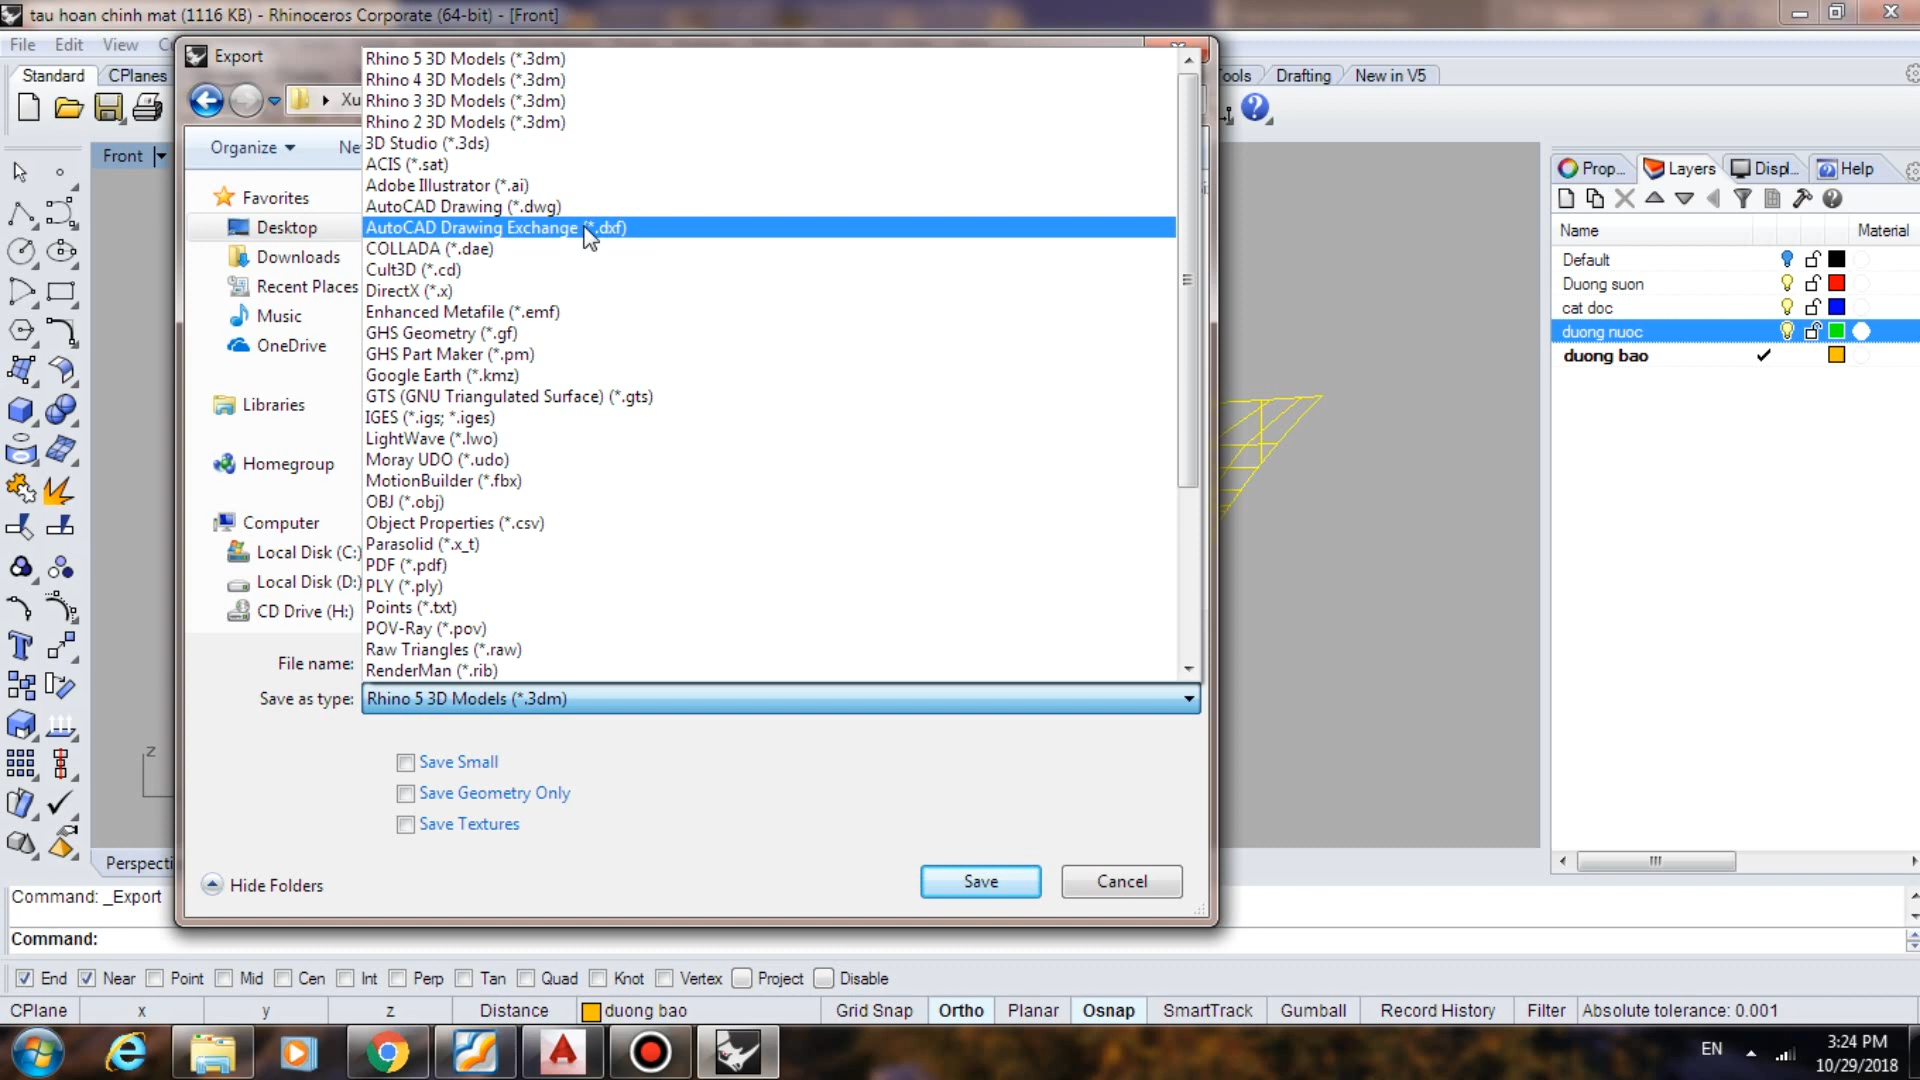 tau hoan chinh mat (1116 KB) - Rhinoceros Corporate (64-bit) - [Front]
File Edit View
Standard CPlanes
Drafting New in V5
Export
Organize
Front
Favorites
Desktop
Downloads
Recent Places
Music
OneDrive
Libraries
Homegroup
Computer
Local Disk (C:)
Local Disk (D:)
CD Drive (H:)
Rhino 5 3D Models (*.3dm)
Rhino 4 3D Models (*.3dm)
Rhino 3 3D Models (*.3dm)
Rhino 2 3D Models (*.3dm)
3D Studio (*.3ds)
ACIS (*.sat)
Adobe Illustrator (*.ai)
AutoCAD Drawing (*.dwg)
AutoCAD Drawing Exchange (*.dxf)
COLLADA (*.dae)
Cult3D (*.cd)
DirectX (*.x)
Enhanced Metafile (*.emf)
GHS Geometry (*.gf)
GHS Part Maker (*.pm)
Google Earth (*.kmz)
GTS (GNU Triangulated Surface) (*.gts)
IGES (*.igs; *.iges)
LightWave (*.lwo)
Moray UDO (*.udo)
MotionBuilder (*.fbx)
OBJ (*.obj)
Object Properties (*.csv)
Parasolid (*.x_t)
PDF (*.pdf)
PLY (*.ply)
Points (*.txt)
POV-Ray (*.pov)
Raw Triangles (*.raw)
RenderMan (*.rib)
File name:
Save as type: Rhino 5 3D Models (*.3dm)
Save Small
Save Geometry Only
Save Textures
Hide Folders Save Cancel
Prop... Layers Displ... Help
Name Material
Default
Duong suon
cat doc
duong nuoc
duong bao
z
Perspecti
Command: _Export
Command:
End Near Point Mid Cen Int Perp Tan Quad Knot Vertex Project Disable
CPlane x y z Distance duong bao Grid Snap Ortho Planar Osnap SmartTrack Gumball Record History Filter Absolute tolerance: 0.001
EN
3:24 PM
10/29/2018